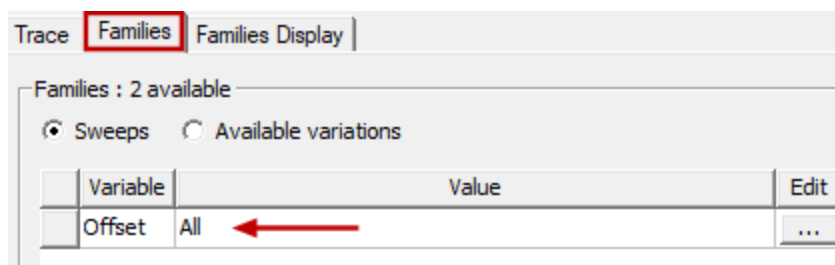 Trace Families Families Display
Families : 2 available
Sweeps Available variations
Variable Value Edit
Offset All ...